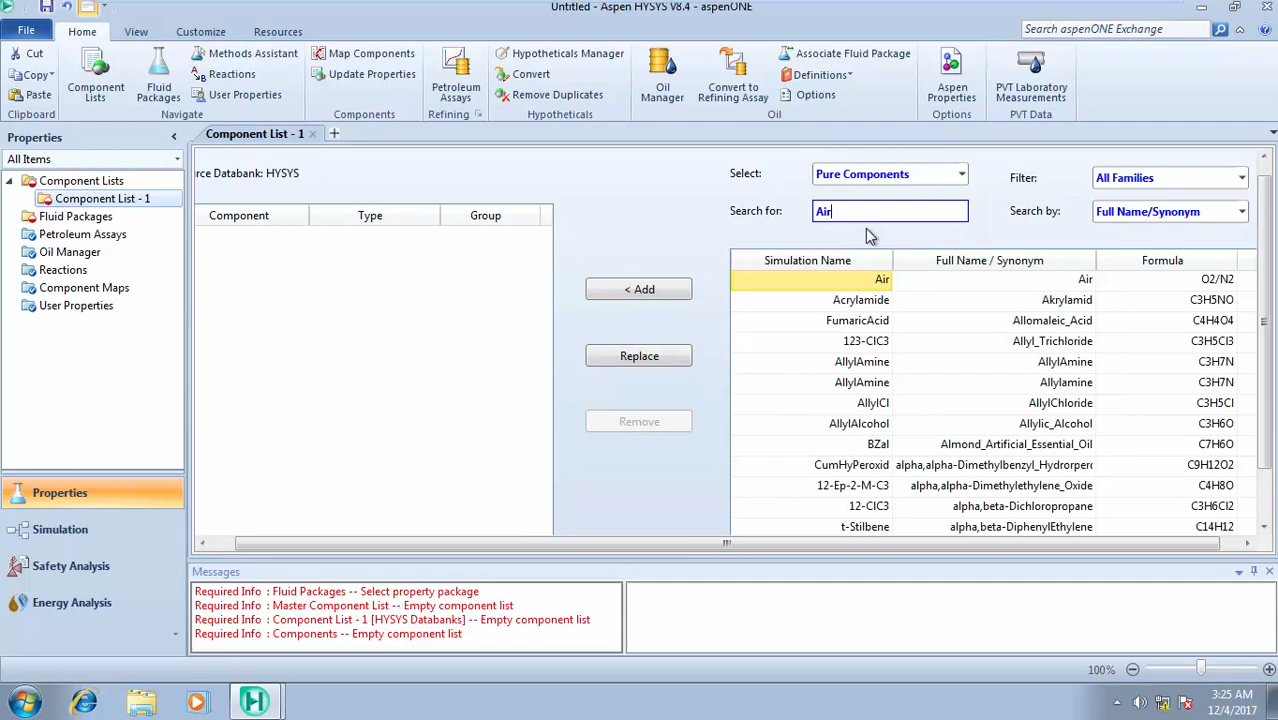 Untitled - Aspen HYSYS V8.4 - aspenONE
File Home View Customize Resources Search aspenONE Exchange
Cut
Copy
Paste
Clipboard
Component Lists
Fluid Packages
Methods Assistant
Reactions
User Properties
Navigate
Map Components
Update Properties
Components
Petroleum Assays
Refining
Hypotheticals Manager
Convert
Remove Duplicates
Hypotheticals
Oil Manager
Convert to Refining Assay
Associate Fluid Package
Definitions
Options
Oil
Aspen Properties
Options
PVT Laboratory Measurements
PVT Data
Properties
All Items
Component Lists
Component List - 1
Fluid Packages
Petroleum Assays
Oil Manager
Reactions
Component Maps
User Properties
Properties
Simulation
Safety Analysis
Energy Analysis
Component List - 1
rce Databank: HYSYS
Component Type Group
< Add
Replace
Remove
Select: Pure Components Filter: All Families
Search for: Air Search by: Full Name/Synonym
Simulation Name Full Name / Synonym Formula
Air Air O2/N2
Acrylamide Akrylamid C3H5NO
FumaricAcid Allomaleic_Acid C4H4O4
123-ClC3 Allyl_Trichloride C3H5Cl3
AllylAmine AllylAmine C3H7N
AllylAmine Allylamine C3H7N
AllylCl AllylChloride C3H5Cl
AllylAlcohol Allylic_Alcohol C3H6O
BZal Almond_Artificial_Essential_Oil C7H6O
CumHyPeroxid alpha,alpha-Dimethylbenzyl_Hydrorperc C9H12O2
12-Ep-2-M-C3 alpha,alpha-Dimethylethylene_Oxide C4H8O
12-ClC3 alpha,beta-Dichloropropane C3H6Cl2
t-Stilbene alpha,beta-DiphenylEthylene C14H12
Messages
Required Info : Fluid Packages -- Select property package
Required Info : Master Component List -- Empty component list
Required Info : Component List - 1 [HYSYS Databanks] -- Empty component list
Required Info : Components -- Empty component list
100%
3:25 AM
12/4/2017